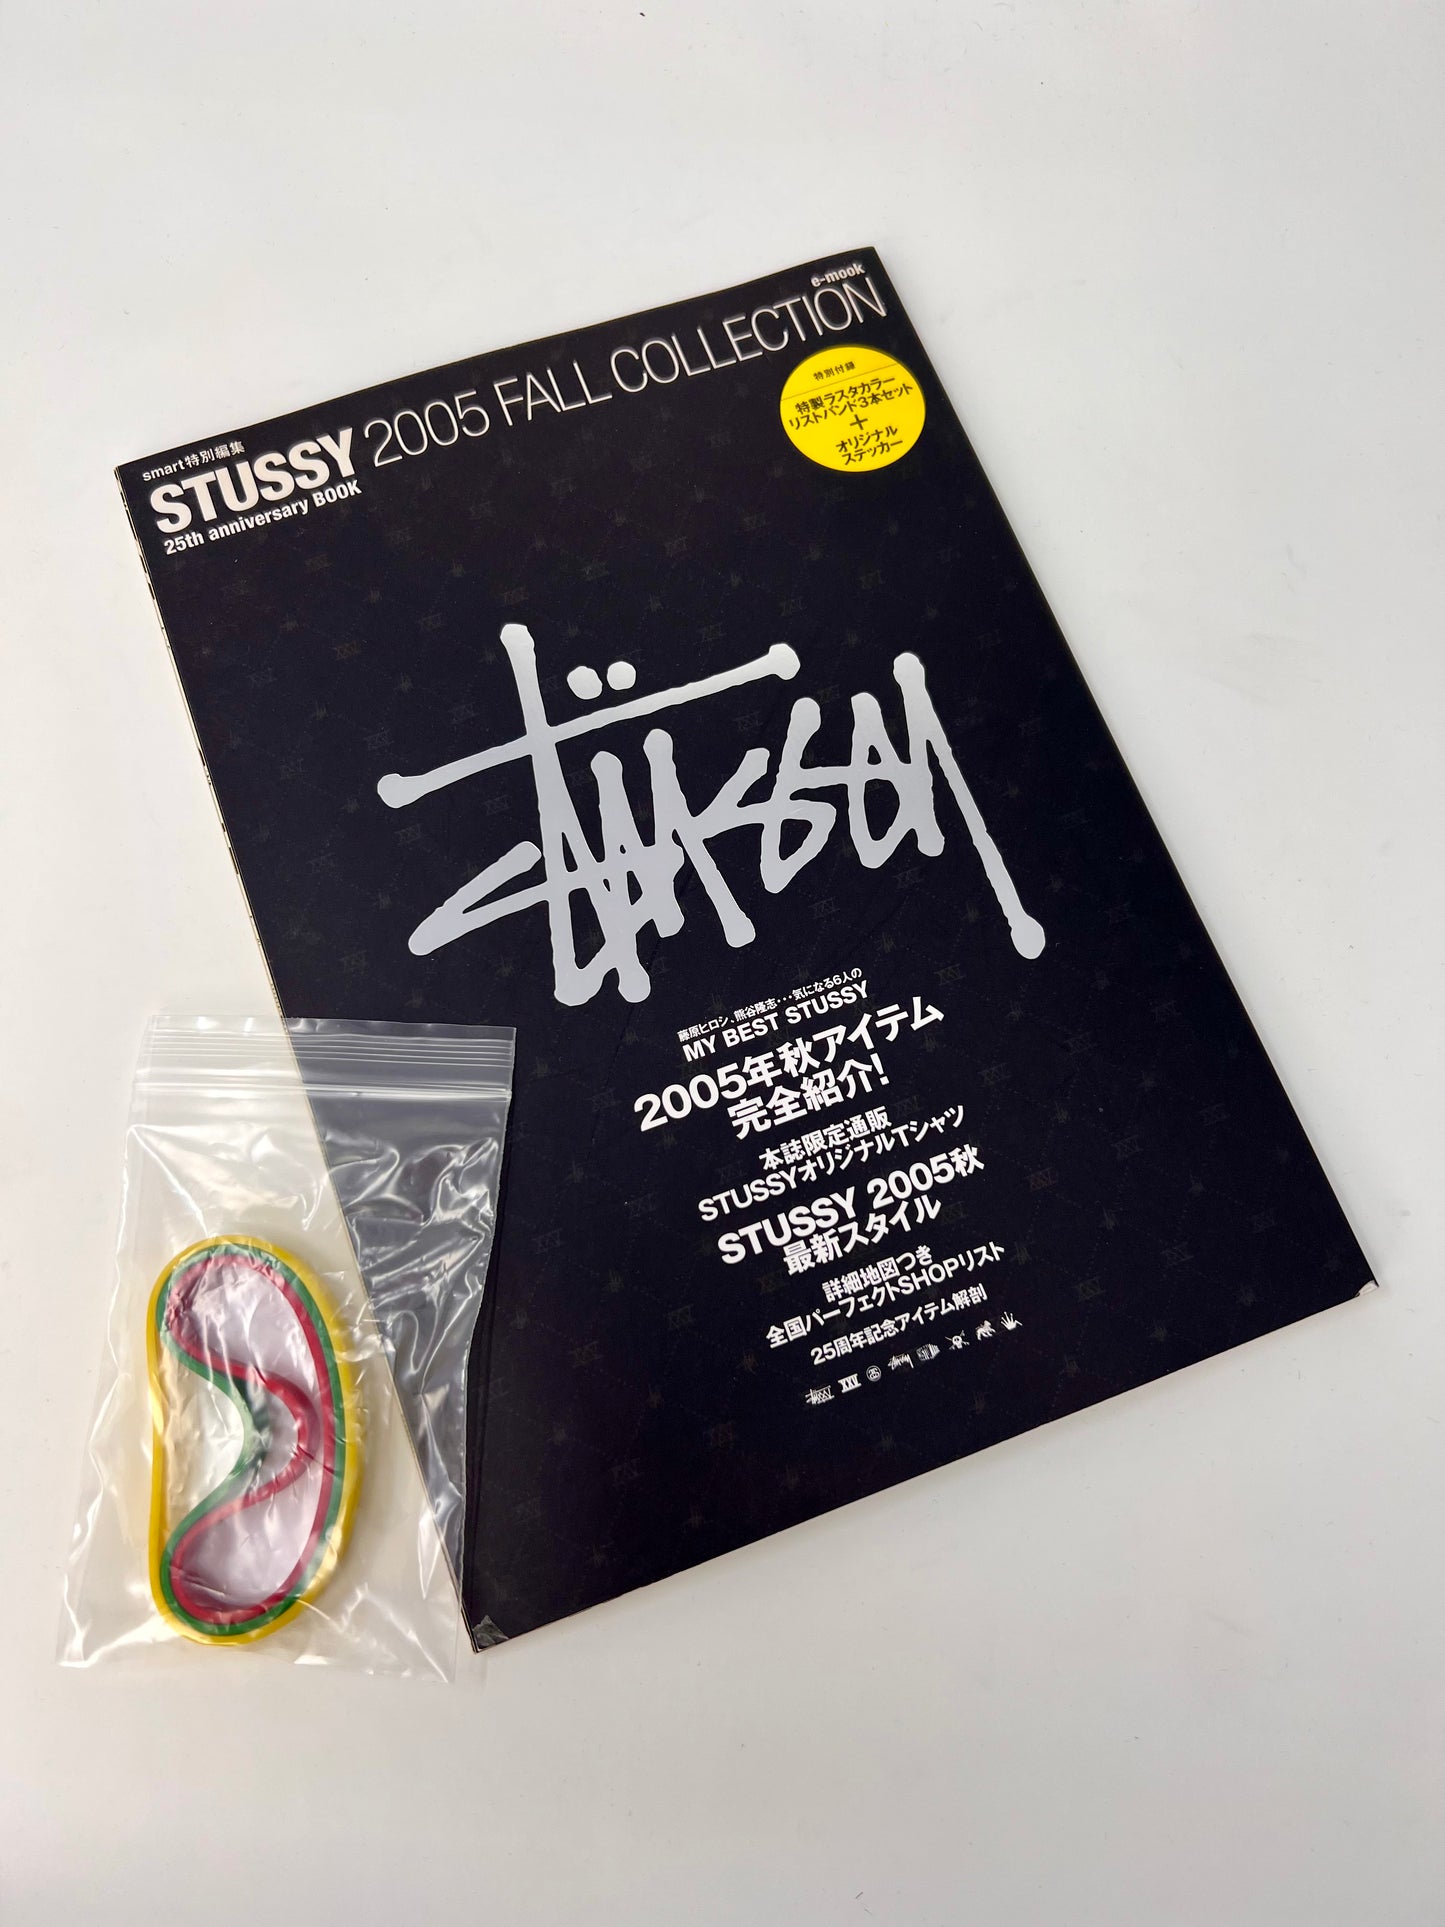 e-mook
smart特別編集
STUSSY 2005 FALL COLLECTION
25th anniversary BOOK
特別付録
特製ラスタカラー
リストバンド3本セット
+
オリジナル
ステッカー
Stüssy
藤原ヒロシ、熊谷隆志・・・気になる6人の
MY BEST STUSSY
2005年秋アイテム
完全紹介!
本誌限定通販
STUSSYオリジナルTシャツ
STUSSY 2005秋
最新スタイル
詳細地図つき
全国パーフェクトSHOPリスト
25周年記念アイテム解剖
XXV